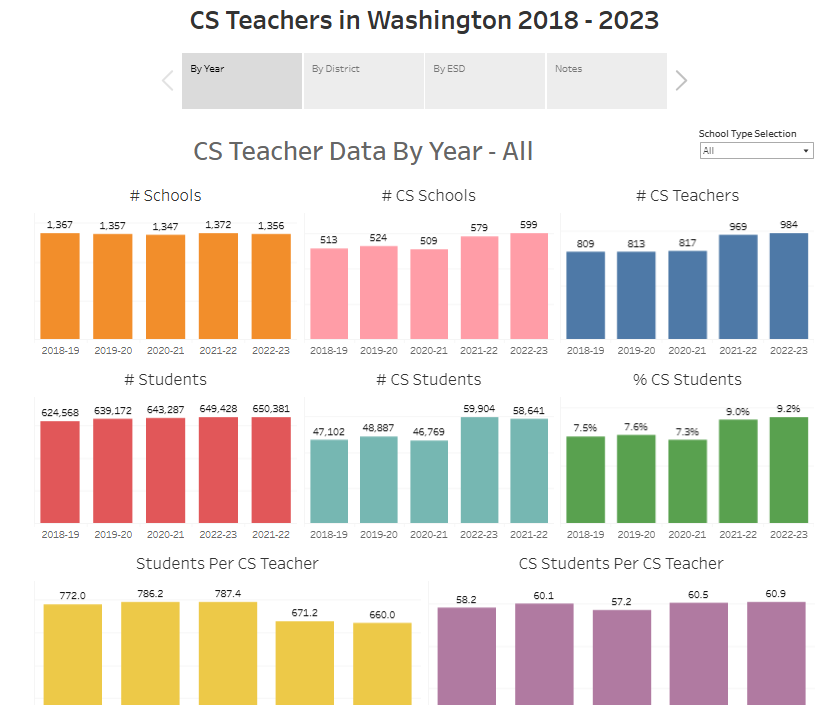 CS Teachers in Washington 2018 - 2023
By Year
By District
By ESD
Notes
School Type Selection
All
CS Teacher Data By Year - All
# Schools
1,367 1,357 1,347 1,372 1,356
2018-19 2019-20 2020-21 2021-22 2022-23
# CS Schools
513 524 509 579 599
2018-19 2019-20 2020-21 2021-22 2022-23
# CS Teachers
809 813 817 969 984
2018-19 2019-20 2020-21 2021-22 2022-23
# Students
624,568 639,172 643,287 649,428 650,381
2018-19 2019-20 2020-21 2022-23 2021-22
# CS Students
47,102 48,887 46,769 59,904 58,641
2018-19 2019-20 2020-21 2021-22 2022-23
% CS Students
7.5% 7.6% 7.3% 9.0% 9.2%
2018-19 2019-20 2020-21 2021-22 2022-23
Students Per CS Teacher
772.0 786.2 787.4 671.2 660.0
CS Students Per CS Teacher
58.2 60.1 57.2 60.5 60.9